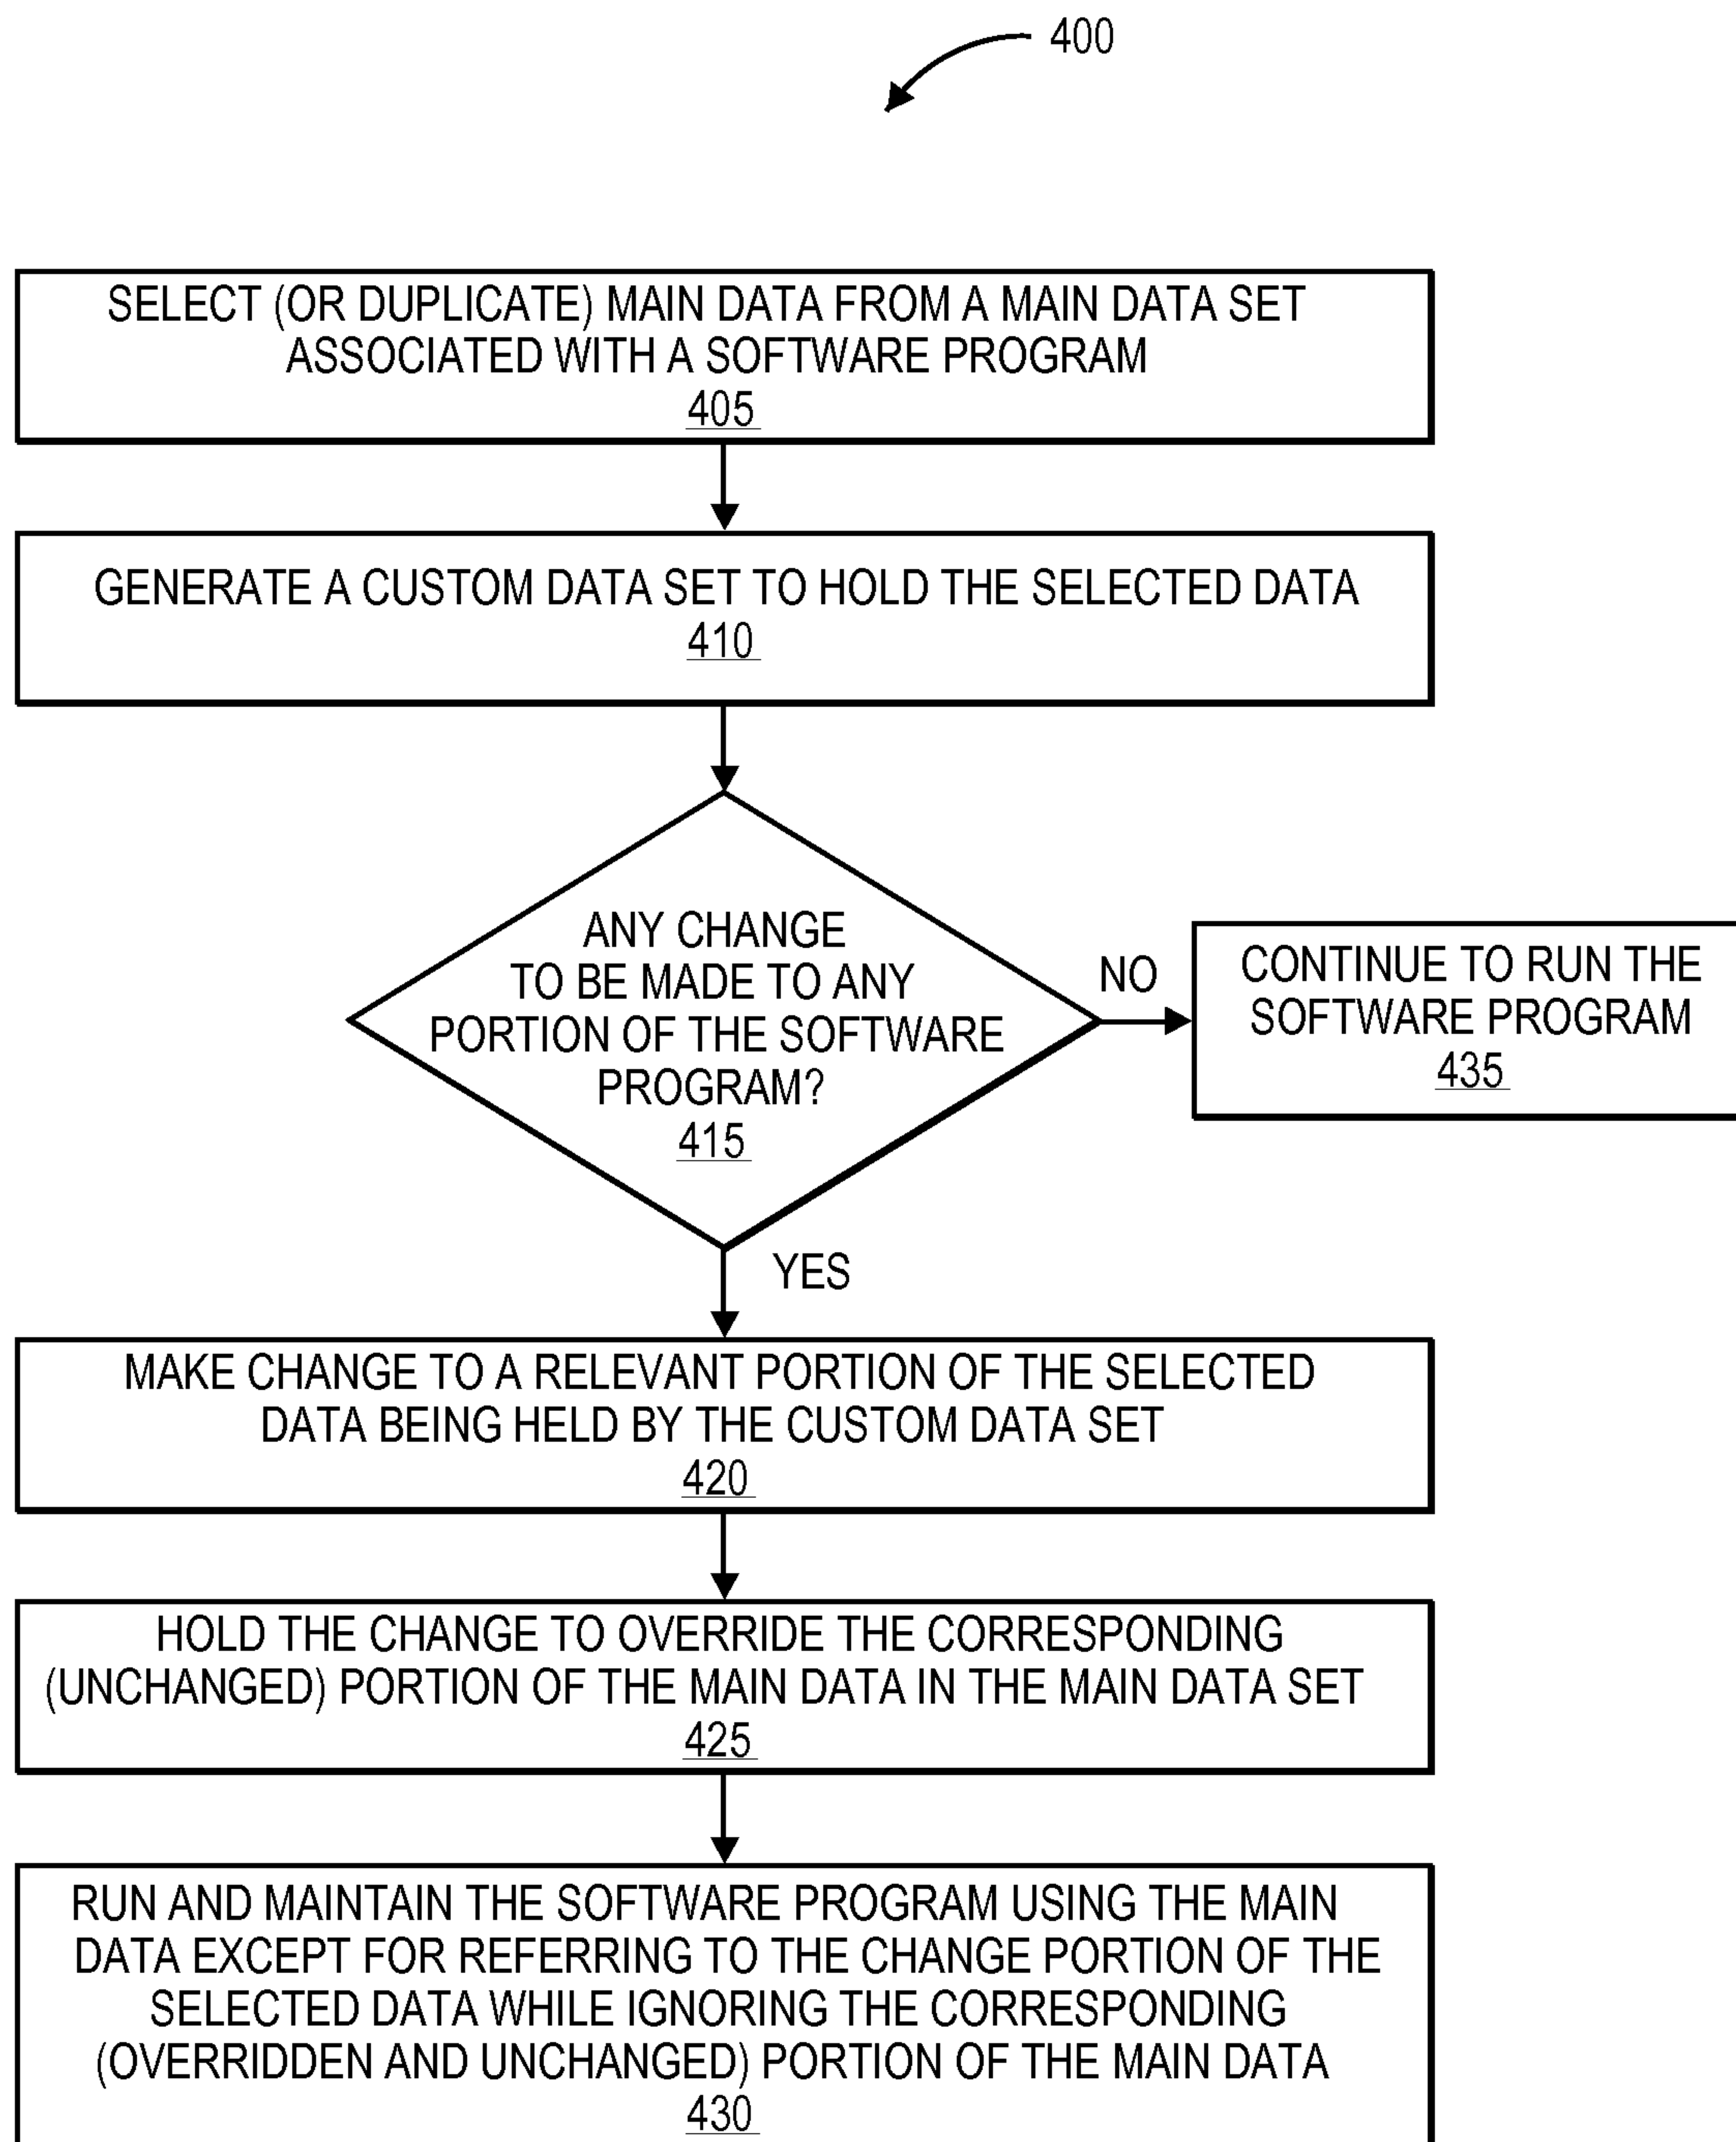 400
SELECT (OR DUPLICATE) MAIN DATA FROM A MAIN DATA SET
ASSOCIATED WITH A SOFTWARE PROGRAM
405
GENERATE A CUSTOM DATA SET TO HOLD THE SELECTED DATA
410
ANY CHANGE
TO BE MADE TO ANY
PORTION OF THE SOFTWARE
PROGRAM?
415
NO
CONTINUE TO RUN THE
SOFTWARE PROGRAM
435
YES
MAKE CHANGE TO A RELEVANT PORTION OF THE SELECTED
DATA BEING HELD BY THE CUSTOM DATA SET
420
HOLD THE CHANGE TO OVERRIDE THE CORRESPONDING
(UNCHANGED) PORTION OF THE MAIN DATA IN THE MAIN DATA SET
425
RUN AND MAINTAIN THE SOFTWARE PROGRAM USING THE MAIN
DATA EXCEPT FOR REFERRING TO THE CHANGE PORTION OF THE
SELECTED DATA WHILE IGNORING THE CORRESPONDING
(OVERRIDDEN AND UNCHANGED) PORTION OF THE MAIN DATA
430